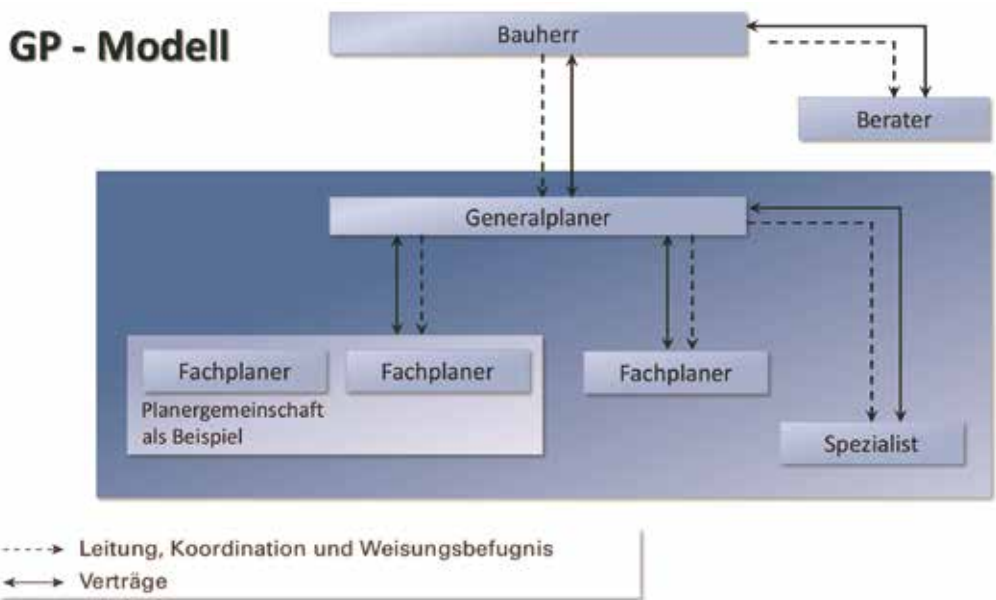 GP - Modell
Bauherr
Berater
Generalplaner
Fachplaner
Fachplaner
Fachplaner
Planergemeinschaft
als Beispiel
Spezialist
Leitung, Koordination und Weisungsbefugnis
Verträge